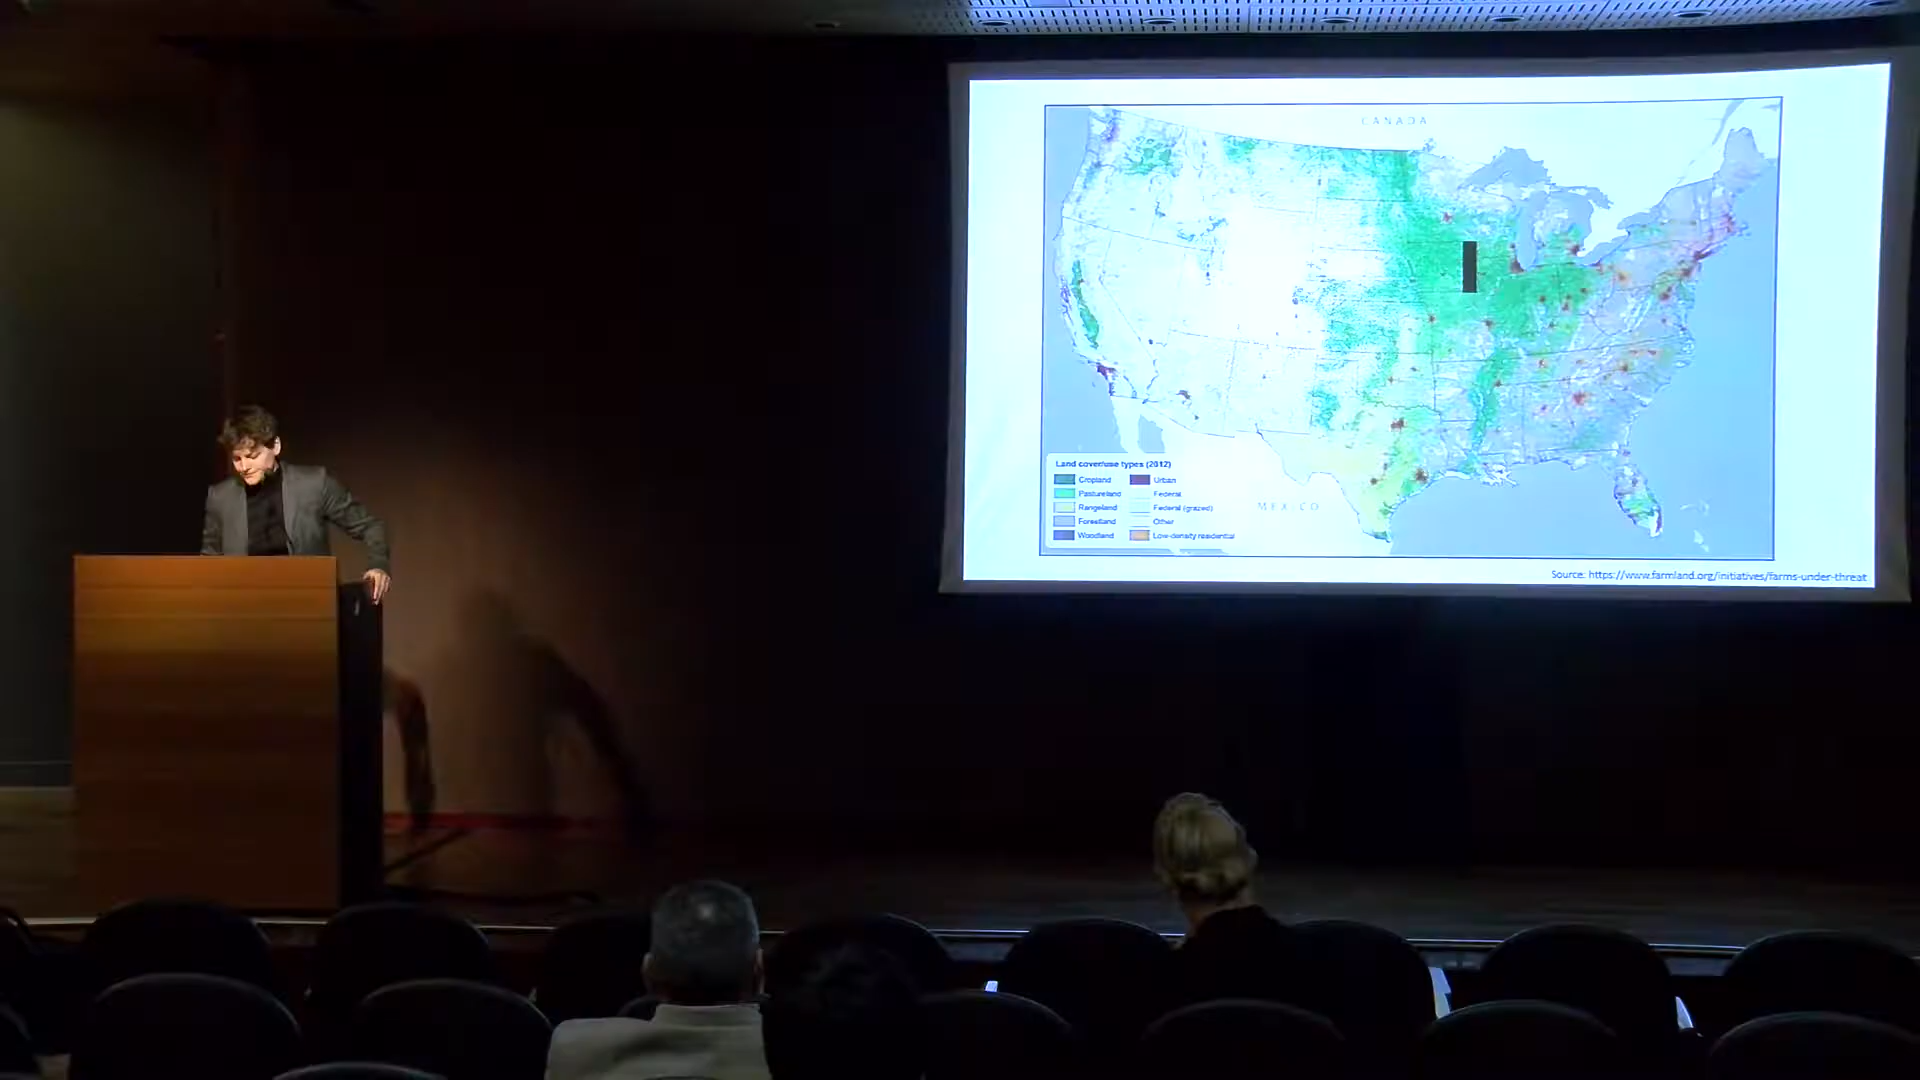 CANADA
MEXICO
Land cover/use types (2012)
Cropland
Pastureland
Rangeland
Forestland
Woodland
Urban
Federal
Federal (grazed)
Other
Low-density residential
Source: https://www.farmland.org/initiatives/farms-under-threat